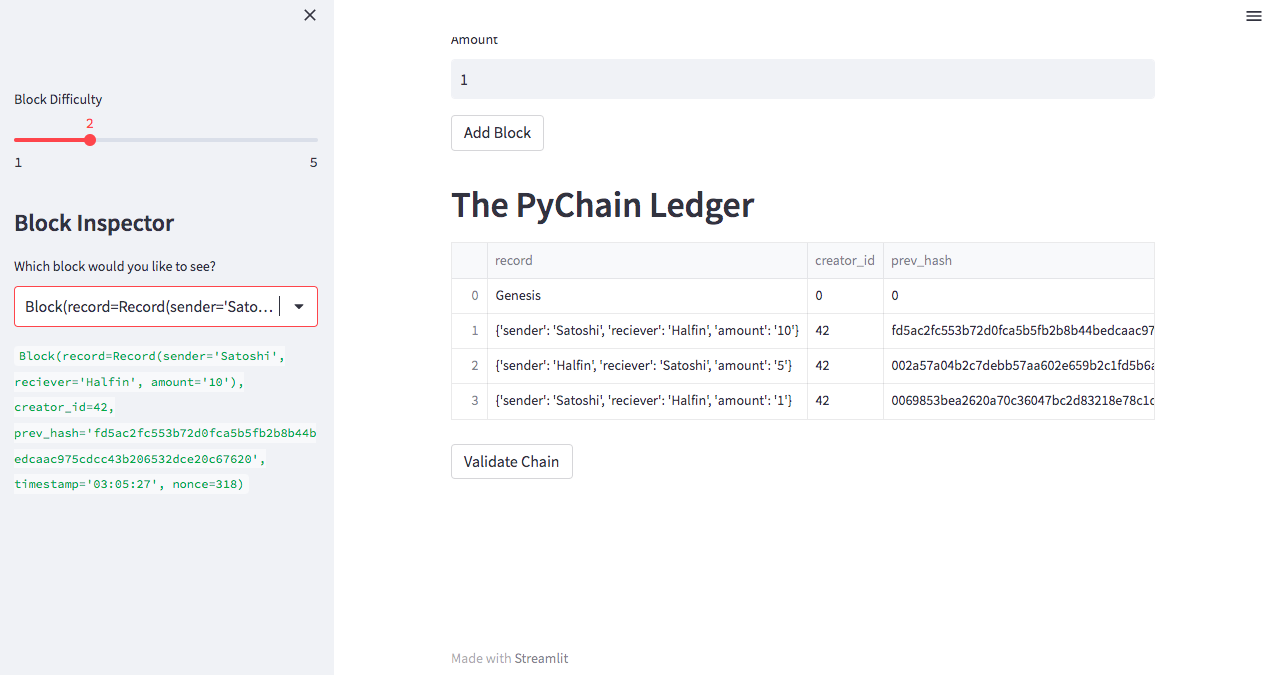 Block Difficulty
2
1 5
Block Inspector
Which block would you like to see?
Block(record=Record(sender='Sato...
Block(record=Record(sender='Satoshi',
reciever='Halfin', amount='10'),
creator_id=42,
prev_hash='fd5ac2fc553b72d0fca5b5fb2b8b44b
edcaac975cdcc43b206532dce20c67620',
timestamp='03:05:27', nonce=318)
Amount
1
Add Block
The PyChain Ledger
record creator_id prev_hash
0 Genesis 0 0
1 {'sender': 'Satoshi', 'reciever': 'Halfin', 'amount': '10'} 42 fd5ac2fc553b72d0fca5b5fb2b8b44bedcaac97
2 {'sender': 'Halfin', 'reciever': 'Satoshi', 'amount': '5'} 42 002a57a04b2c7debb57aa602e659b2c1fd5b6a
3 {'sender': 'Satoshi', 'reciever': 'Halfin', 'amount': '1'} 42 0069853bea2620a70c36047bc2d83218e78c1c
Validate Chain
Made with Streamlit